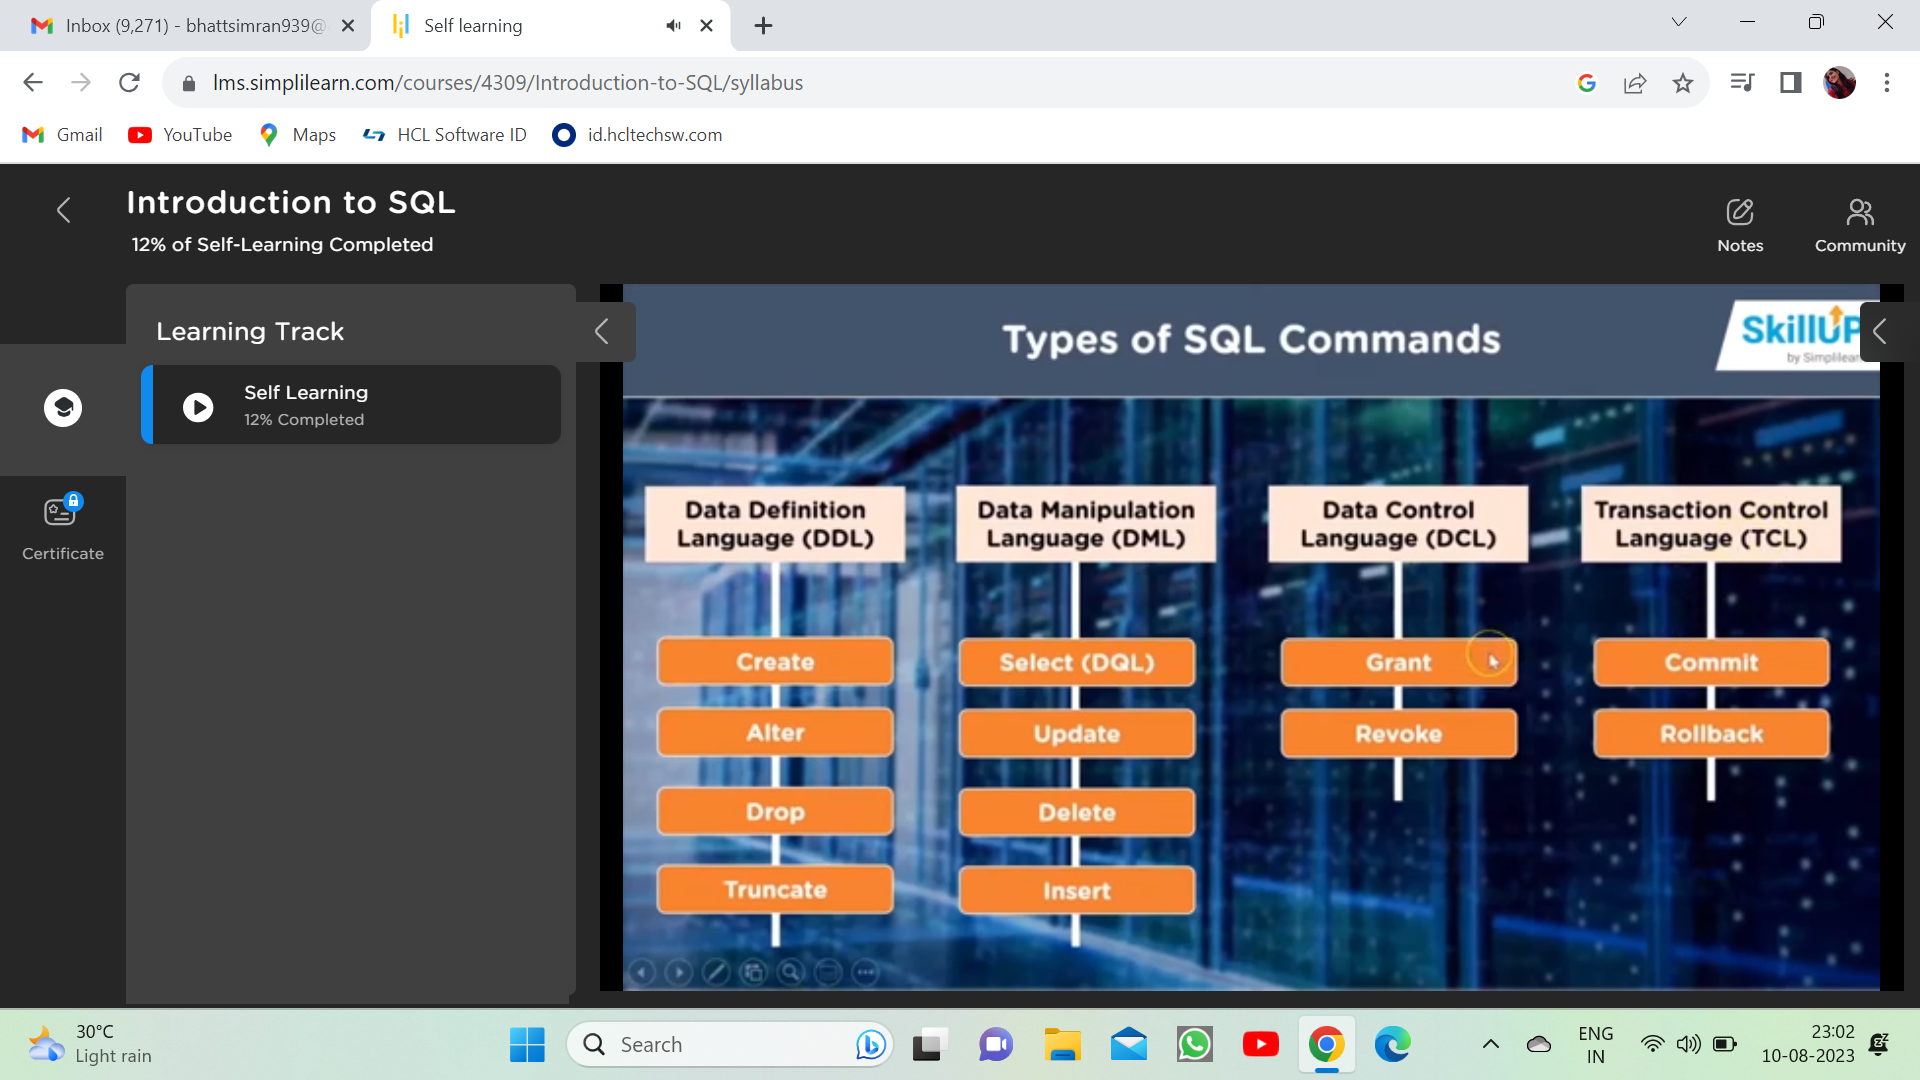 Inbox (9,271) - bhattsimran939@
Self learning
lms.simplilearn.com/courses/4309/Introduction-to-SQL/syllabus
Gmail
YouTube
Maps
HCL Software ID
id.hcltechsw.com
Introduction to SQL
12% of Self-Learning Completed
Notes
Community
Learning Track
Self Learning
12% Completed
Certificate
Types of SQL Commands
SkillUP
by Simplilearn
Data Definition
Language (DDL)
Create
Alter
Drop
Truncate
Data Manipulation
Language (DML)
Select (DQL)
Update
Delete
Insert
Data Control
Language (DCL)
Grant
Revoke
Transaction Control
Language (TCL)
Commit
Rollback
30°C
Light rain
Search
ENG
IN
23:02
10-08-2023